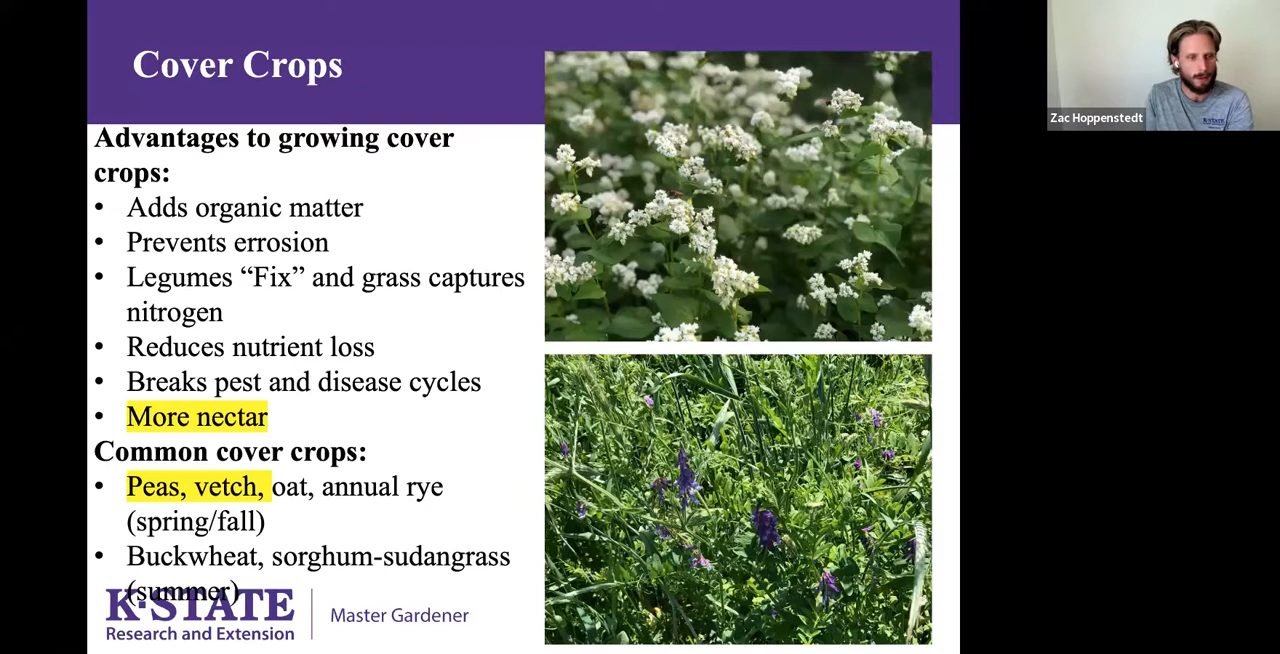 Cover Crops
Zac Hoppenstedt
K-STATE
Advantages to growing cover
crops:
• Adds organic matter
• Prevents errosion
• Legumes “Fix” and grass captures
nitrogen
• Reduces nutrient loss
• Breaks pest and disease cycles
• More nectar
Common cover crops:
• Peas, vetch, oat, annual rye
(spring/fall)
• Buckwheat, sorghum-sudangrass
(summer)
K-STATE
Research and Extension
Master Gardener